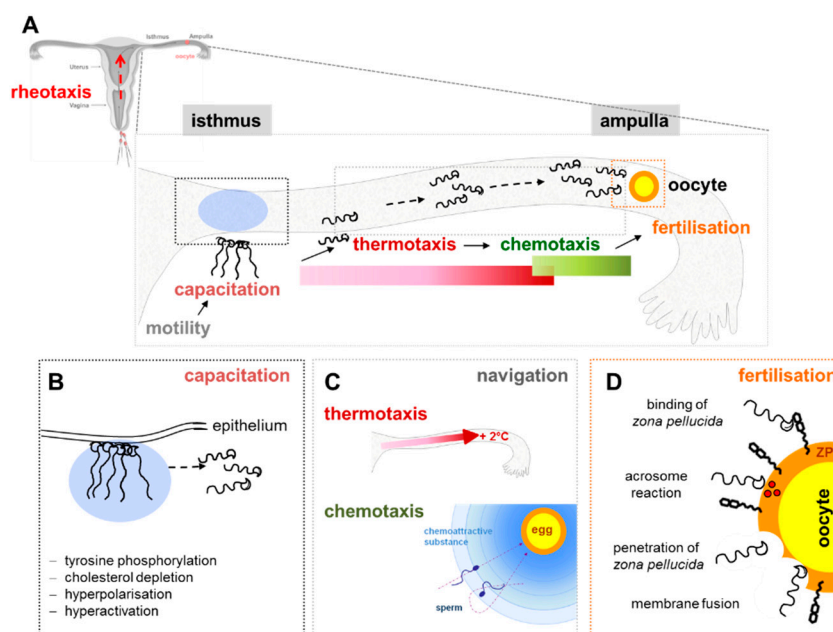 A
Isthmus
Ampulla
oocyte
Uterus
rheotaxis
Vagina
isthmus
ampulla
oocyte
fertilisation
thermotaxis
chemotaxis
capacitation
motility
B
capacitation
epithelium
– tyrosine phosphorylation
– cholesterol depletion
– hyperpolarisation
– hyperactivation
C
navigation
thermotaxis
+ 2°C
chemotaxis
chemoattractive
substance
egg
sperm
D
fertilisation
binding of
zona pellucida
ZP
acrosome
reaction
oocyte
penetration of
zona pellucida
membrane fusion